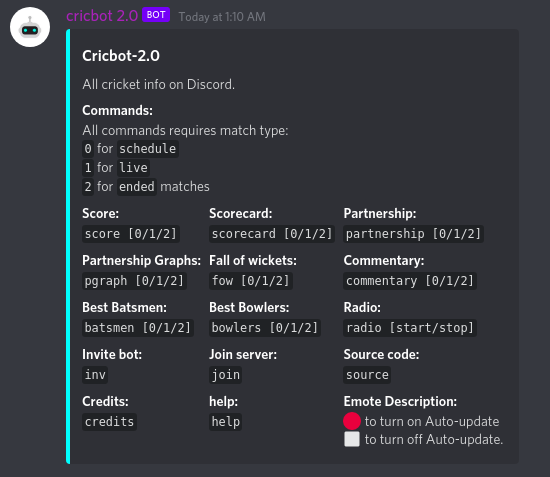 cricbot 2.0 BOT Today at 1:10 AM
Cricbot-2.0
All cricket info on Discord.
Commands:
All commands requires match type:
0 for schedule
1 for live
2 for ended matches
Score: Scorecard: Partnership:
score [0/1/2] scorecard [0/1/2] partnership [0/1/2]
Partnership Graphs: Fall of wickets: Commentary:
pgraph [0/1/2] fow [0/1/2] commentary [0/1/2]
Best Batsmen: Best Bowlers: Radio:
batsmen [0/1/2] bowlers [0/1/2] radio [start/stop]
Invite bot: Join server: Source code:
inv join source
Credits: help: Emote Description:
credits help to turn on Auto-update
to turn off Auto-update.